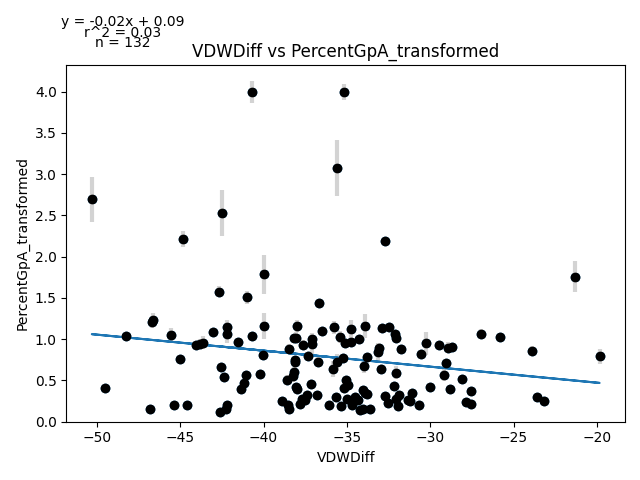 y = -0.02x + 0.09
r^2 = 0.03
n = 132
VDWDiff vs PercentGpA_transformed
PercentGpA_transformed
4.0
3.5
3.0
2.5
2.0
1.5
1.0
0.5
0.0
−50 −45 −40 −35 −30 −25 −20
VDWDiff